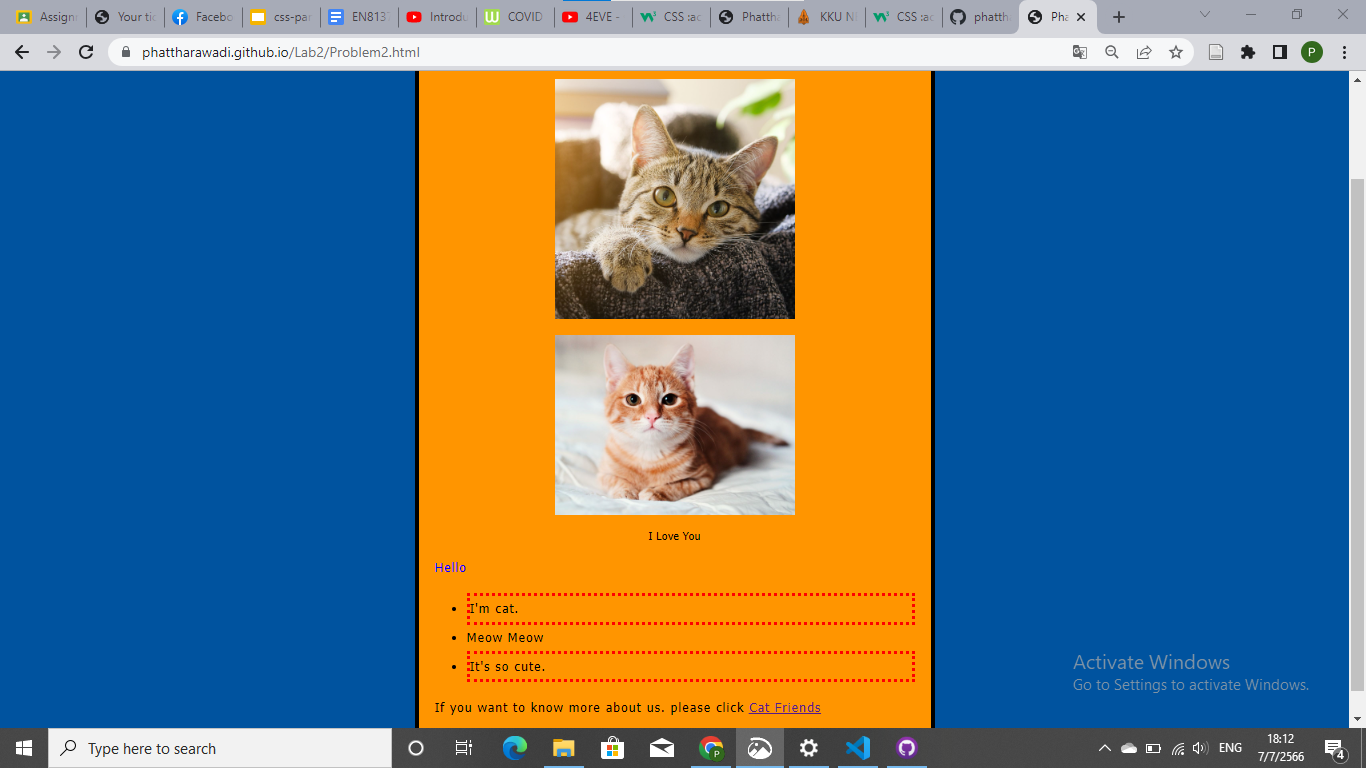 Assign
Your tic
Facebo
css-par
EN8137
Introdu
COVID
4EVE -
CSS :ac
Phattha
KKU N
CSS :ac
phattha
Pha
phattharawadi.github.io/Lab2/Problem2.html
P
I Love You
Hello
• I'm cat.
• Meow Meow
• It's so cute.
If you want to know more about us. please click Cat Friends
Activate Windows
Go to Settings to activate Windows.
Type here to search
ENG
18:12
7/7/2566
4